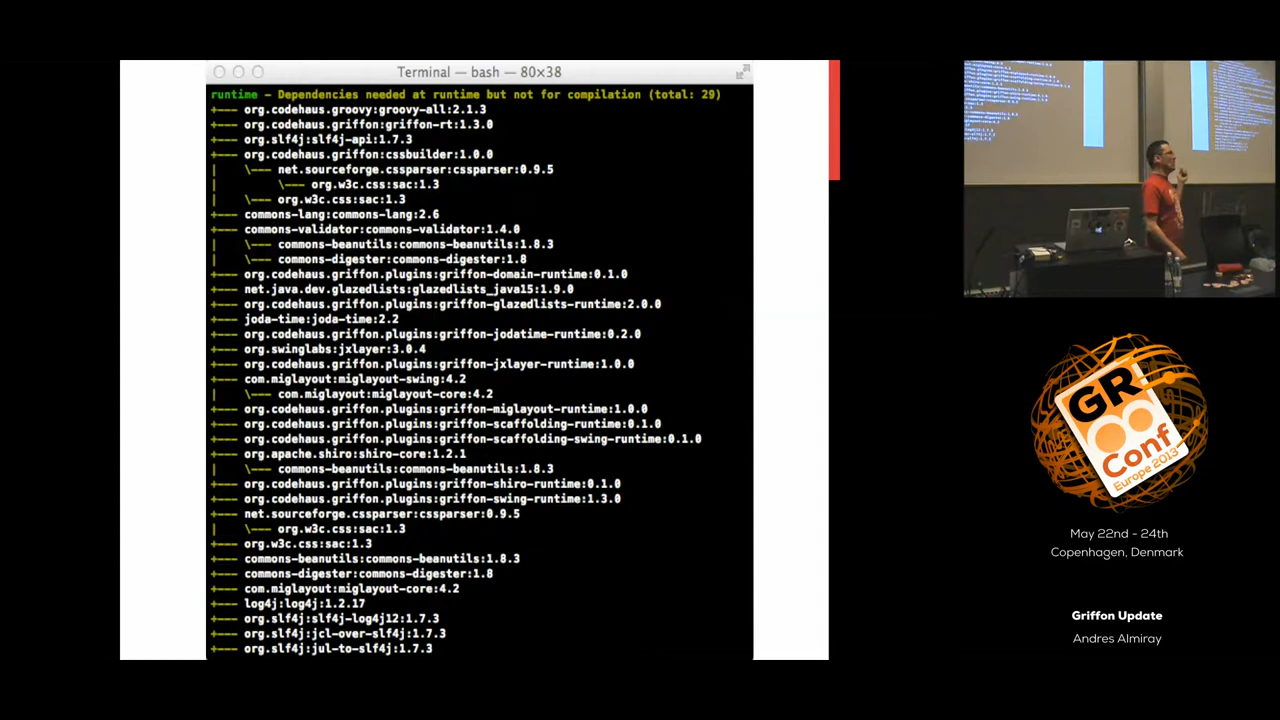 Terminal — bash — 80×38
runtime - Dependencies needed at runtime but not for compilation (total: 29)
+--- org.codehaus.groovy:groovy-all:2.1.3
+--- org.codehaus.griffon:griffon-rt:1.3.0
+--- org.slf4j:slf4j-api:1.7.3
+--- org.codehaus.griffon:cssbuilder:1.0.0
|    \--- net.sourceforge.cssparser:cssparser:0.9.5
|         \--- org.w3c.css:sac:1.3
|    \--- org.w3c.css:sac:1.3
+--- commons-lang:commons-lang:2.6
+--- commons-validator:commons-validator:1.4.0
|    \--- commons-beanutils:commons-beanutils:1.8.3
|    \--- commons-digester:commons-digester:1.8
+--- org.codehaus.griffon.plugins:griffon-domain-runtime:0.1.0
+--- net.java.dev.glazedlists:glazedlists_java15:1.9.0
+--- org.codehaus.griffon.plugins:griffon-glazedlists-runtime:2.0.0
+--- joda-time:joda-time:2.2
+--- org.codehaus.griffon.plugins:griffon-jodatime-runtime:0.2.0
+--- org.swinglabs:jxlayer:3.0.4
+--- org.codehaus.griffon.plugins:griffon-jxlayer-runtime:1.0.0
+--- com.miglayout:miglayout-swing:4.2
|    \--- com.miglayout:miglayout-core:4.2
+--- org.codehaus.griffon.plugins:griffon-miglayout-runtime:1.0.0
+--- org.codehaus.griffon.plugins:griffon-scaffolding-runtime:0.1.0
+--- org.codehaus.griffon.plugins:griffon-scaffolding-swing-runtime:0.1.0
+--- org.apache.shiro:shiro-core:1.2.1
|    \--- commons-beanutils:commons-beanutils:1.8.3
+--- org.codehaus.griffon.plugins:griffon-shiro-runtime:0.1.0
+--- org.codehaus.griffon.plugins:griffon-swing-runtime:1.3.0
+--- net.sourceforge.cssparser:cssparser:0.9.5
|    \--- org.w3c.css:sac:1.3
+--- org.w3c.css:sac:1.3
+--- commons-beanutils:commons-beanutils:1.8.3
+--- commons-digester:commons-digester:1.8
+--- com.miglayout:miglayout-core:4.2
+--- log4j:log4j:1.2.17
+--- org.slf4j:slf4j-log4j12:1.7.3
+--- org.slf4j:jcl-over-slf4j:1.7.3
+--- org.slf4j:jul-to-slf4j:1.7.3
GR8
Conf
Europe 2013
May 22nd - 24th
Copenhagen, Denmark
Griffon Update
Andres Almiray